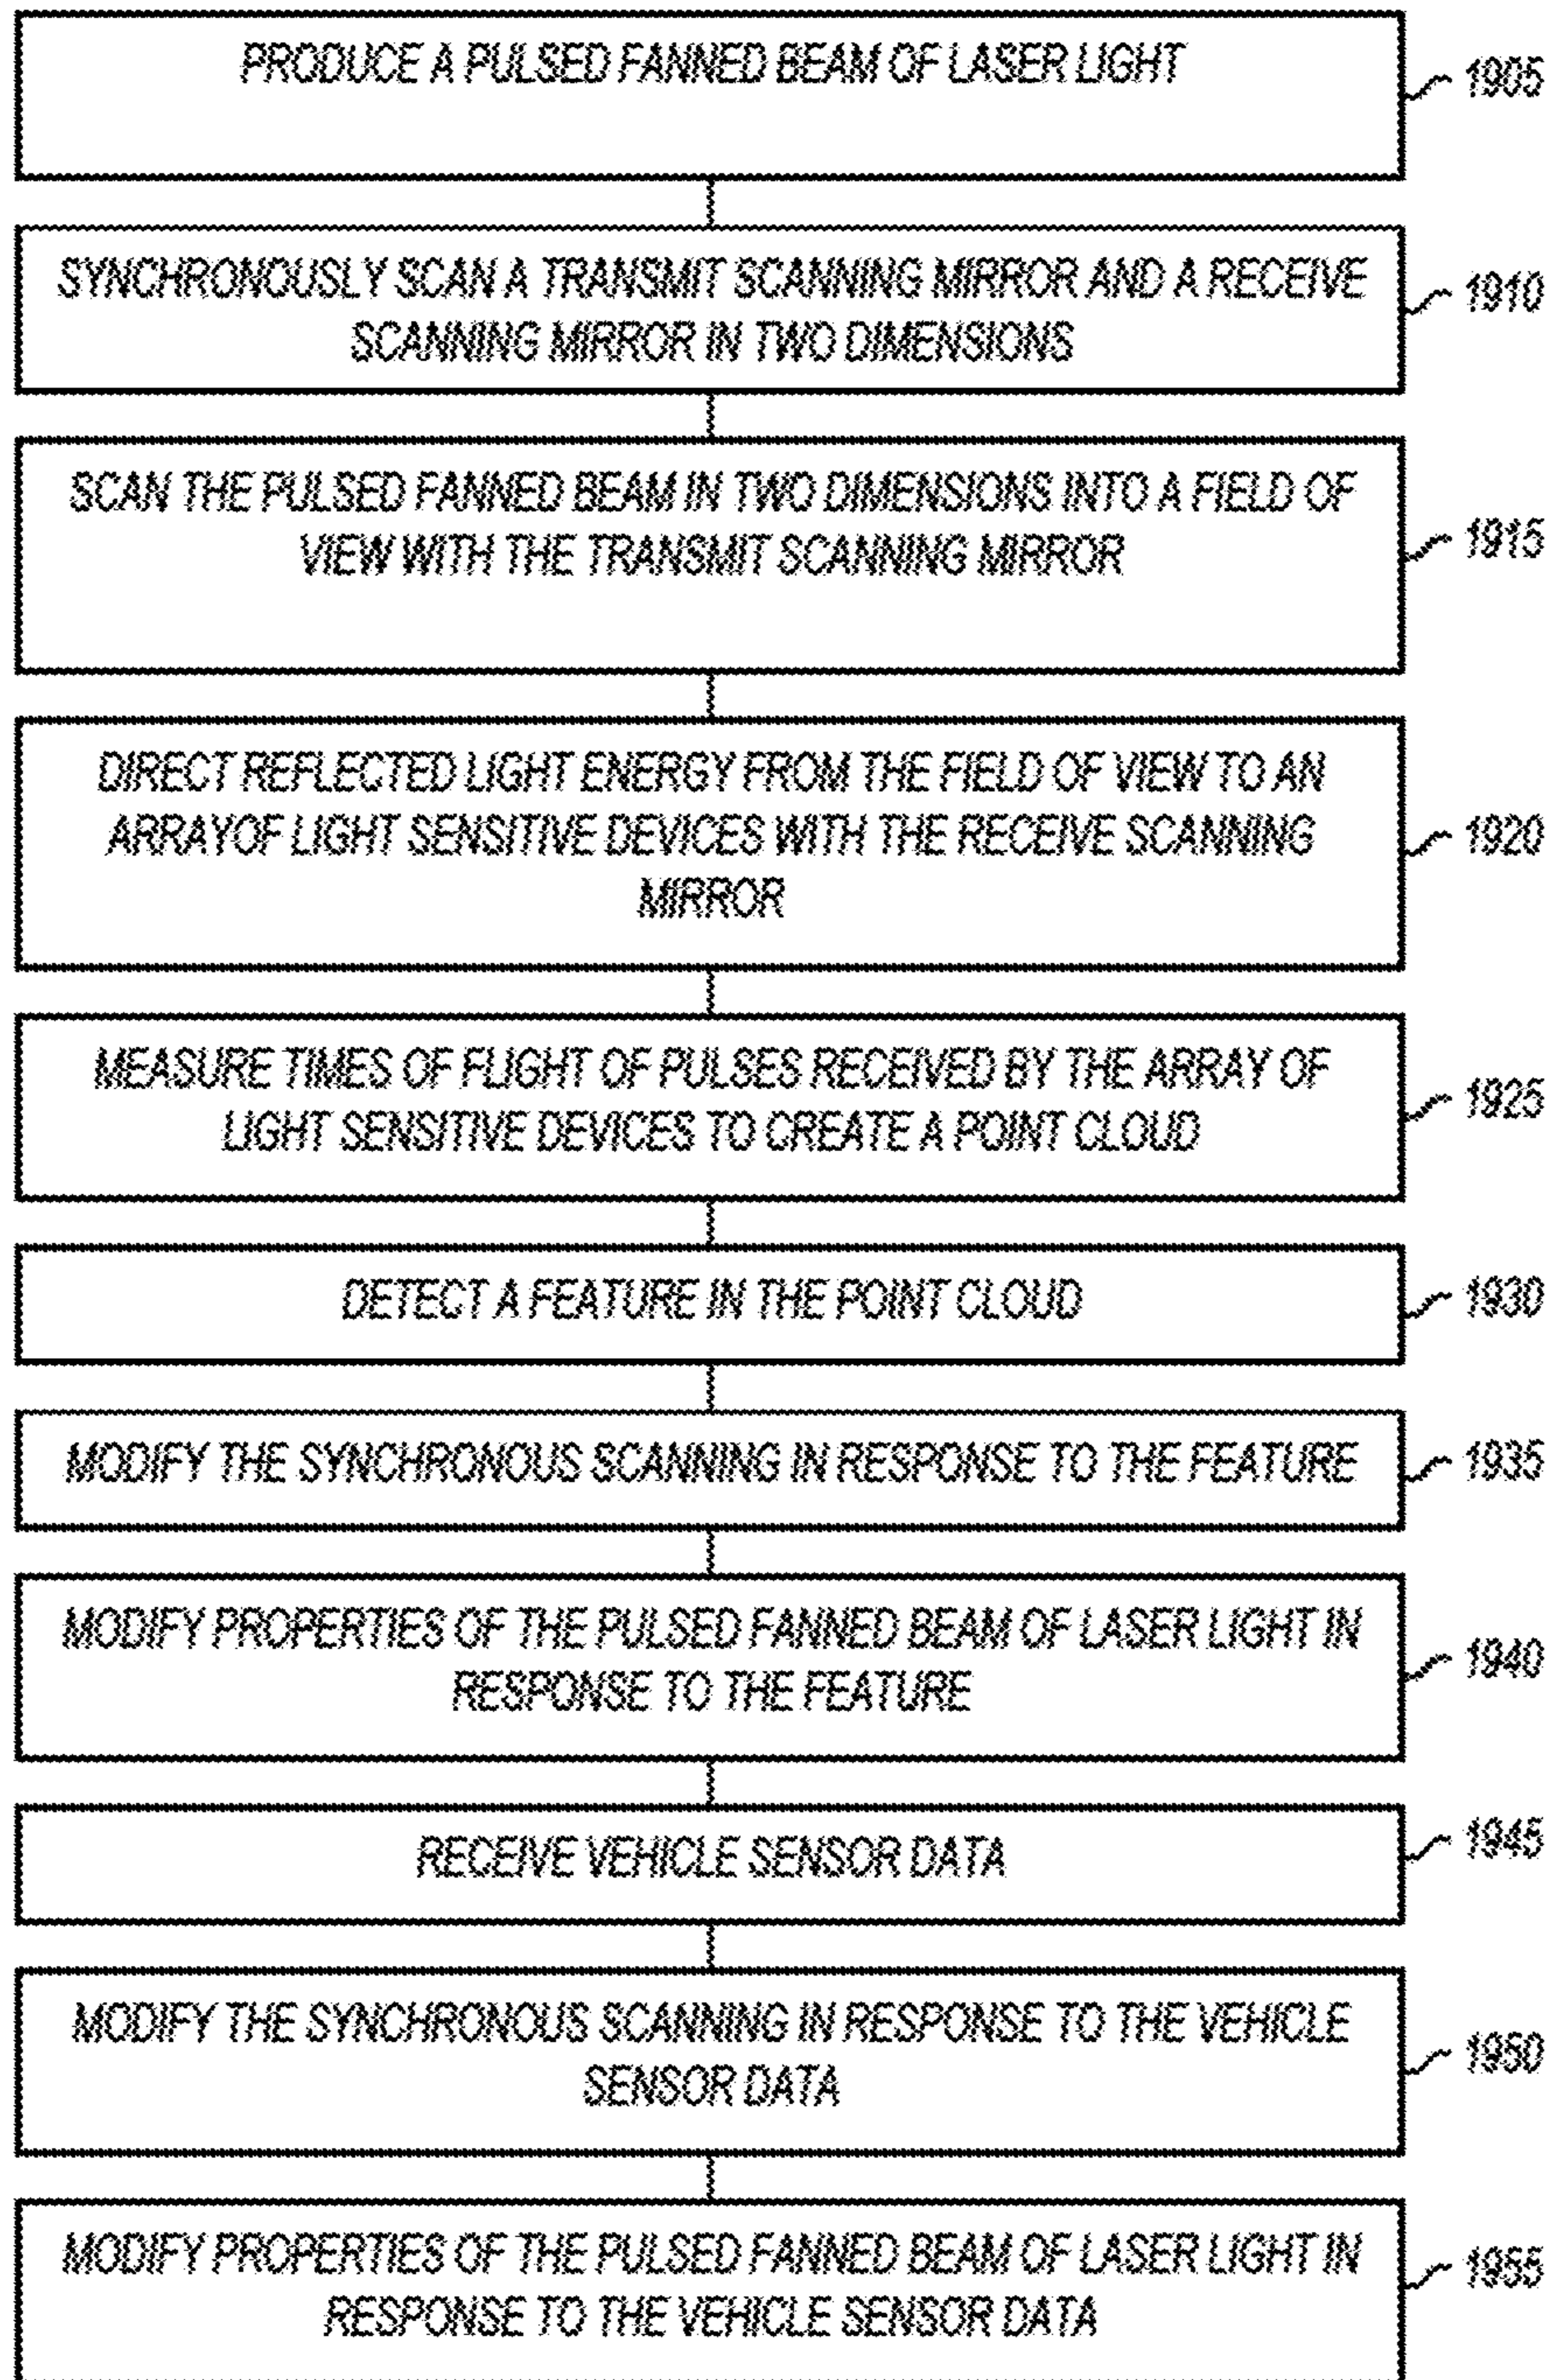 PRODUCE A PULSED FANNED BEAM OF LASER LIGHT
1905
SYNCHRONOUSLY SCAN A TRANSMIT SCANNING MIRROR AND A RECEIVE
SCANNING MIRROR IN TWO DIMENSIONS
1910
SCAN THE PULSED FANNED BEAM IN TWO DIMENSIONS INTO A FIELD OF
VIEW WITH THE TRANSMIT SCANNING MIRROR
1915
DIRECT REFLECTED LIGHT ENERGY FROM THE FIELD OF VIEW TO AN
ARRAYOF LIGHT SENSITIVE DEVICES WITH THE RECEIVE SCANNING
MIRROR
1920
MEASURE TIMES OF FLIGHT OF PULSES RECEIVED BY THE ARRAY OF
LIGHT SENSITIVE DEVICES TO CREATE A POINT CLOUD
1925
DETECT A FEATURE IN THE POINT CLOUD
1930
MODIFY THE SYNCHRONOUS SCANNING IN RESPONSE TO THE FEATURE
1935
MODIFY PROPERTIES OF THE PULSED FANNED BEAM OF LASER LIGHT IN
RESPONSE TO THE FEATURE
1940
RECEIVE VEHICLE SENSOR DATA
1945
MODIFY THE SYNCHRONOUS SCANNING IN RESPONSE TO THE VEHICLE
SENSOR DATA
1950
MODIFY PROPERTIES OF THE PULSED FANNED BEAM OF LASER LIGHT IN
RESPONSE TO THE VEHICLE SENSOR DATA
1955